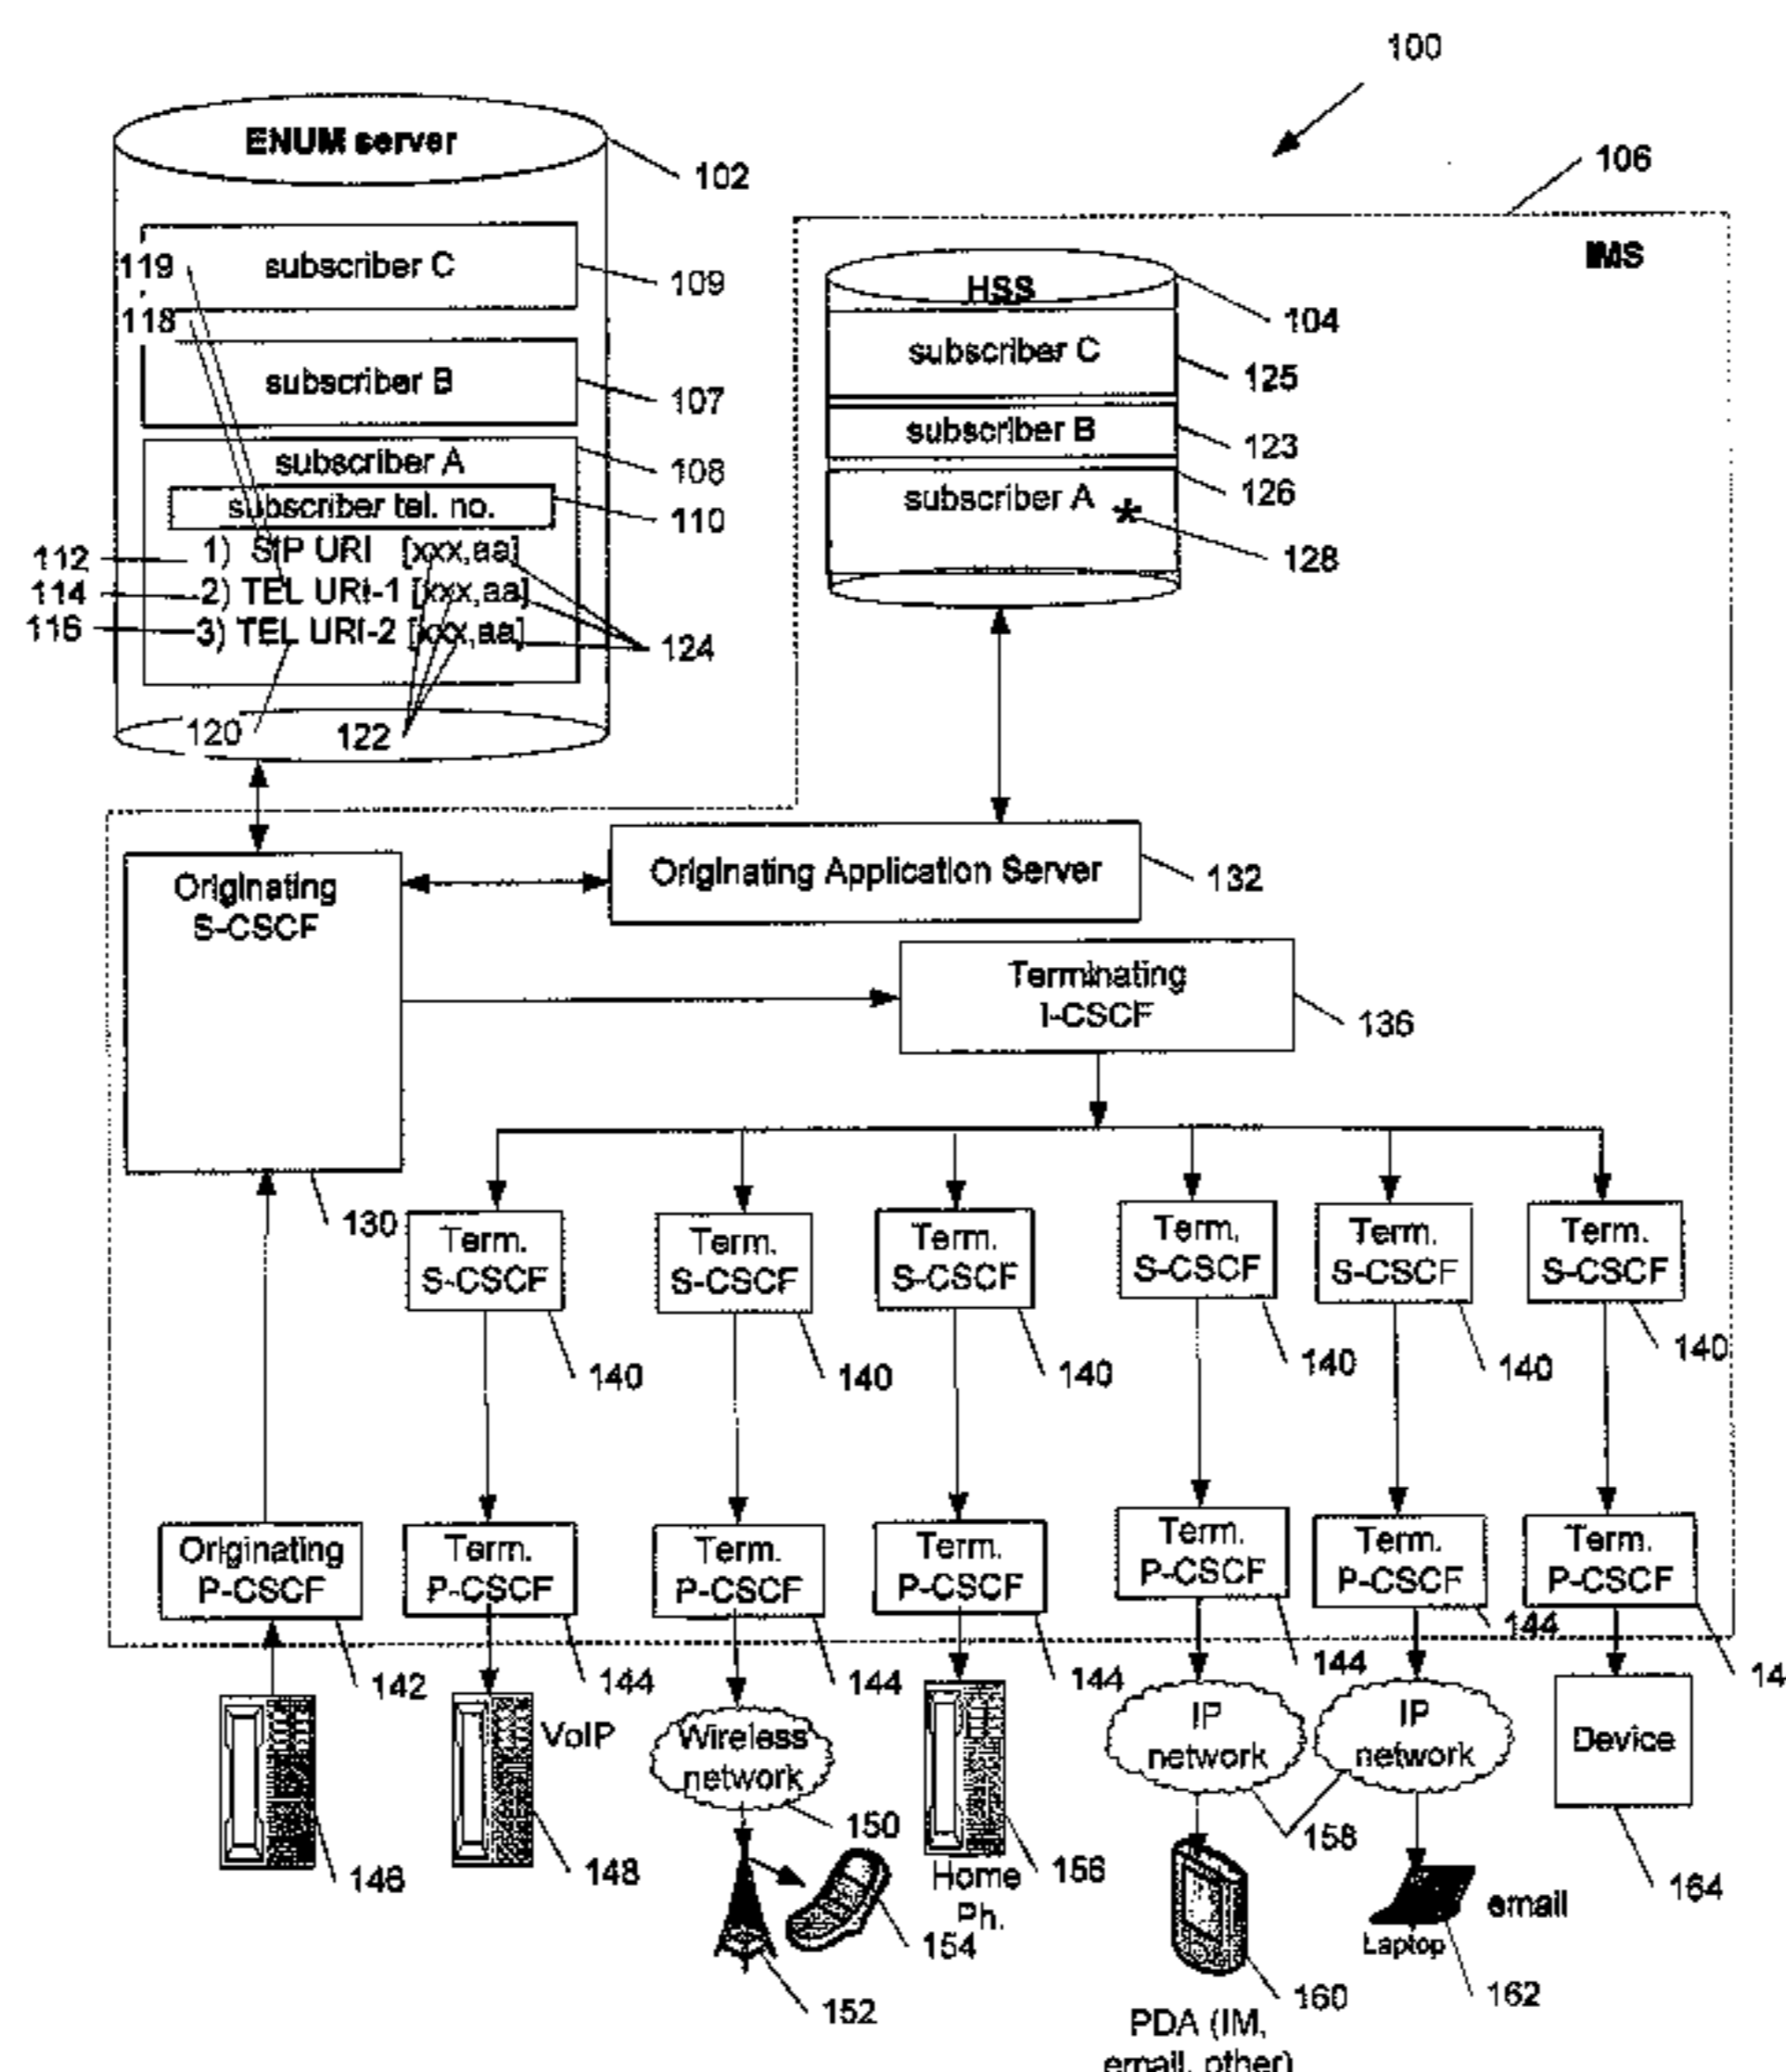 100
ENUM server
102
106
IMS
119
subscriber C
109
118
subscriber B
107
subscriber A
108
subscriber tel. no.
110
112
1) SIP URI [xxx,aa]
114
2) TEL URI-1 [xxx,aa]
116
3) TEL URI-2 [xxx,aa]
124
120
122
HSS
104
subscriber C
125
subscriber B
123
subscriber A *
126
128
Originating
S-CSCF
Originating Application Server
132
Terminating
I-CSCF
136
130
Term.
S-CSCF
140
Term.
S-CSCF
140
Term.
S-CSCF
140
Term.
S-CSCF
140
Term.
S-CSCF
140
Term.
S-CSCF
140
Originating
P-CSCF
142
Term.
P-CSCF
144
Term.
P-CSCF
144
Term.
P-CSCF
144
Term.
P-CSCF
144
Term.
P-CSCF
144
Term.
P-CSCF
14
146
VoIP
148
Wireless
network
150
152
154
Home
Ph.
156
IP
network
IP
network
158
160
PDA (IM,
email, other)
email
Laptop
162
Device
164